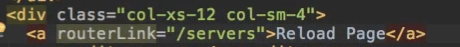 <div class="col-xs-12 col-sm-4">
<a routerLink="/servers">Reload Page</a>